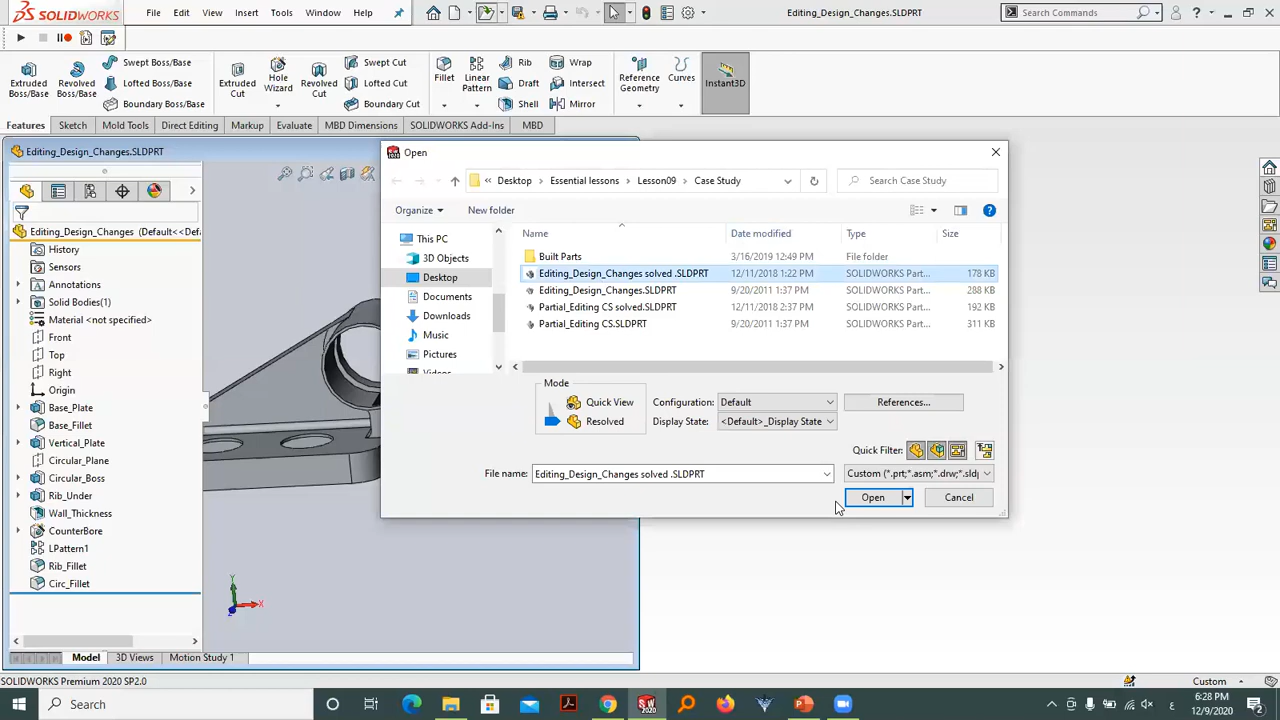 SOLIDWORKS
File Edit View Insert Tools Window Help
Editing_Design_Changes.SLDPRT
Search Commands
Extruded Boss/Base
Revolved Boss/Base
Swept Boss/Base
Lofted Boss/Base
Boundary Boss/Base
Extruded Cut
Hole Wizard
Revolved Cut
Swept Cut
Lofted Cut
Boundary Cut
Fillet
Linear Pattern
Rib
Draft
Shell
Wrap
Intersect
Mirror
Reference Geometry
Curves
Instant3D
Features Sketch Mold Tools Direct Editing Markup Evaluate MBD Dimensions SOLIDWORKS Add-Ins MBD
Editing_Design_Changes.SLDPRT
Editing_Design_Changes (Default<<Def
History
Sensors
Annotations
Solid Bodies(1)
Material <not specified>
Front
Top
Right
Origin
Base_Plate
Base_Fillet
Vertical_Plate
Circular_Plane
Circular_Boss
Rib_Under
Wall_Thickness
CounterBore
LPattern1
Rib_Fillet
Circ_Fillet
Open
« Desktop > Essential lessons > Lesson09 > Case Study
Search Case Study
Organize New folder
This PC
3D Objects
Desktop
Documents
Downloads
Music
Pictures
Videos
Name Date modified Type Size
Built Parts 3/16/2019 12:49 PM File folder
Editing_Design_Changes solved .SLDPRT 12/11/2018 1:22 PM SOLIDWORKS Part... 178 KB
Editing_Design_Changes.SLDPRT 9/20/2011 1:37 PM SOLIDWORKS Part... 288 KB
Partial_Editing CS solved.SLDPRT 12/11/2018 2:37 PM SOLIDWORKS Part... 192 KB
Partial_Editing CS.SLDPRT 9/20/2011 1:37 PM SOLIDWORKS Part... 311 KB
Mode
Quick View
Resolved
Configuration: Default
Display State: <Default>_Display State
References...
Quick Filter:
File name: Editing_Design_Changes solved .SLDPRT
Custom (*.prt;*.asm;*.drw;*.sldp
Open Cancel
Y
X
Z
Model 3D Views Motion Study 1
SOLIDWORKS Premium 2020 SP2.0
Custom
Search
ع
6:28 PM
12/9/2020